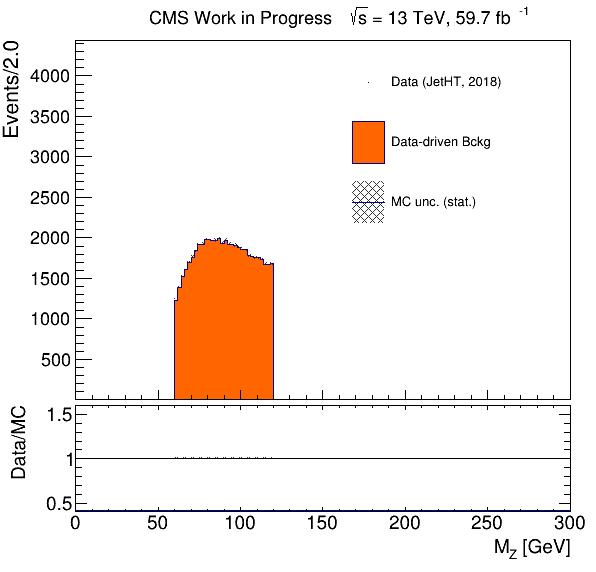 CMS Work in Progress √s = 13 TeV, 59.7 fb -1
Events/2.0
4000
3500
3000
2500
2000
1500
1000
500
Data (JetHT, 2018)
Data-driven Bckg
MC unc. (stat.)
Data/MC
1.5
1
0.5
0 50 100 150 200 250 300
M_Z [GeV]